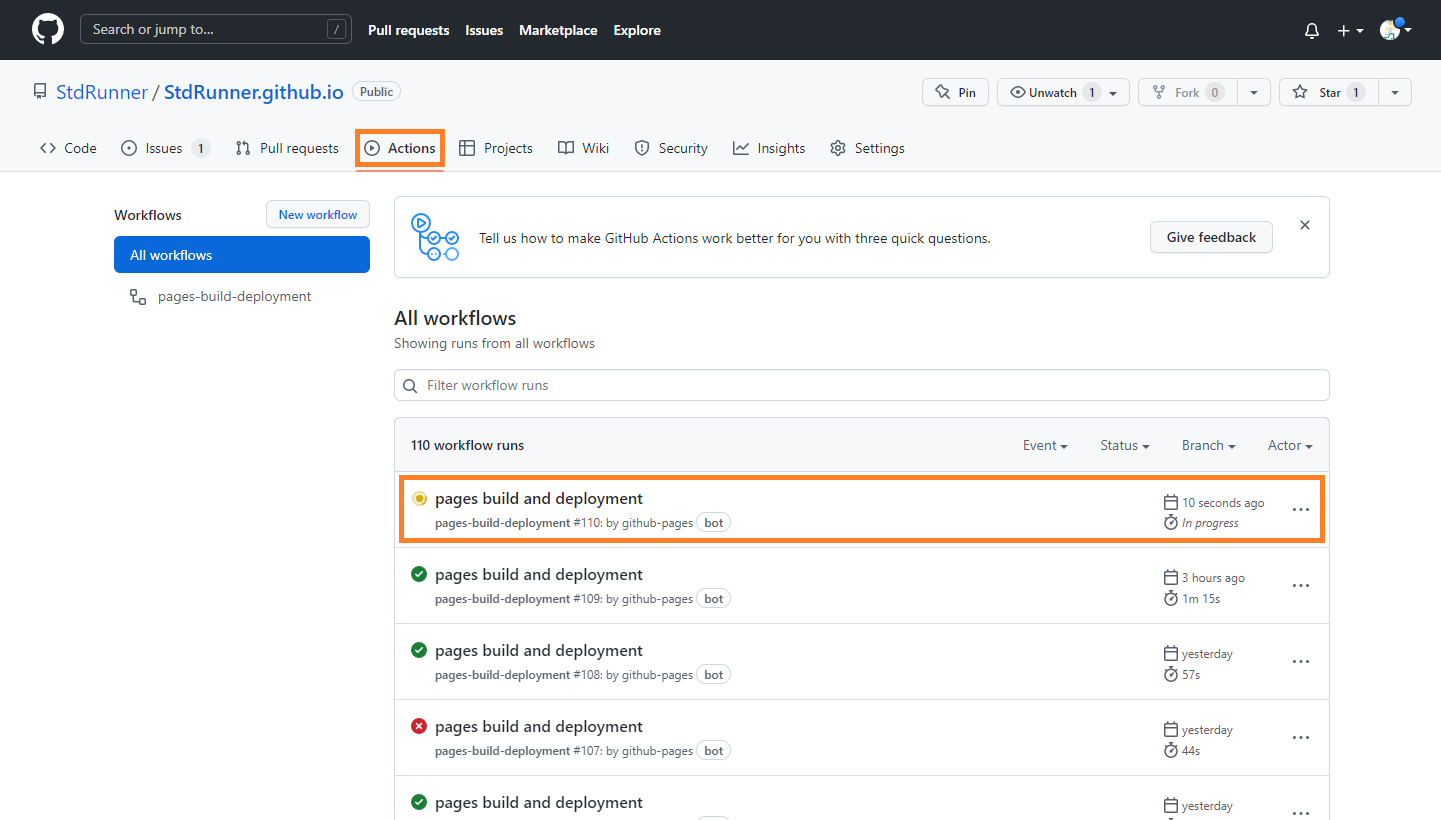 Search or jump to... / Pull requests Issues Marketplace Explore
StdRunner / StdRunner.github.io Public Pin Unwatch 1 Fork 0 Star 1
Code Issues 1 Pull requests Actions Projects Wiki Security Insights Settings
Workflows New workflow
All workflows
pages-build-deployment
Tell us how to make GitHub Actions work better for you with three quick questions. Give feedback
All workflows
Showing runs from all workflows
Filter workflow runs
110 workflow runs Event Status Branch Actor
pages build and deployment 10 seconds ago
pages-build-deployment #110: by github-pages bot In progress
pages build and deployment 3 hours ago
pages-build-deployment #109: by github-pages bot 1m 15s
pages build and deployment yesterday
pages-build-deployment #108: by github-pages bot 57s
pages build and deployment yesterday
pages-build-deployment #107: by github-pages bot 44s
pages build and deployment yesterday